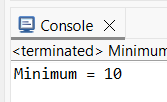 Console
<terminated> Minimum
Minimum = 10